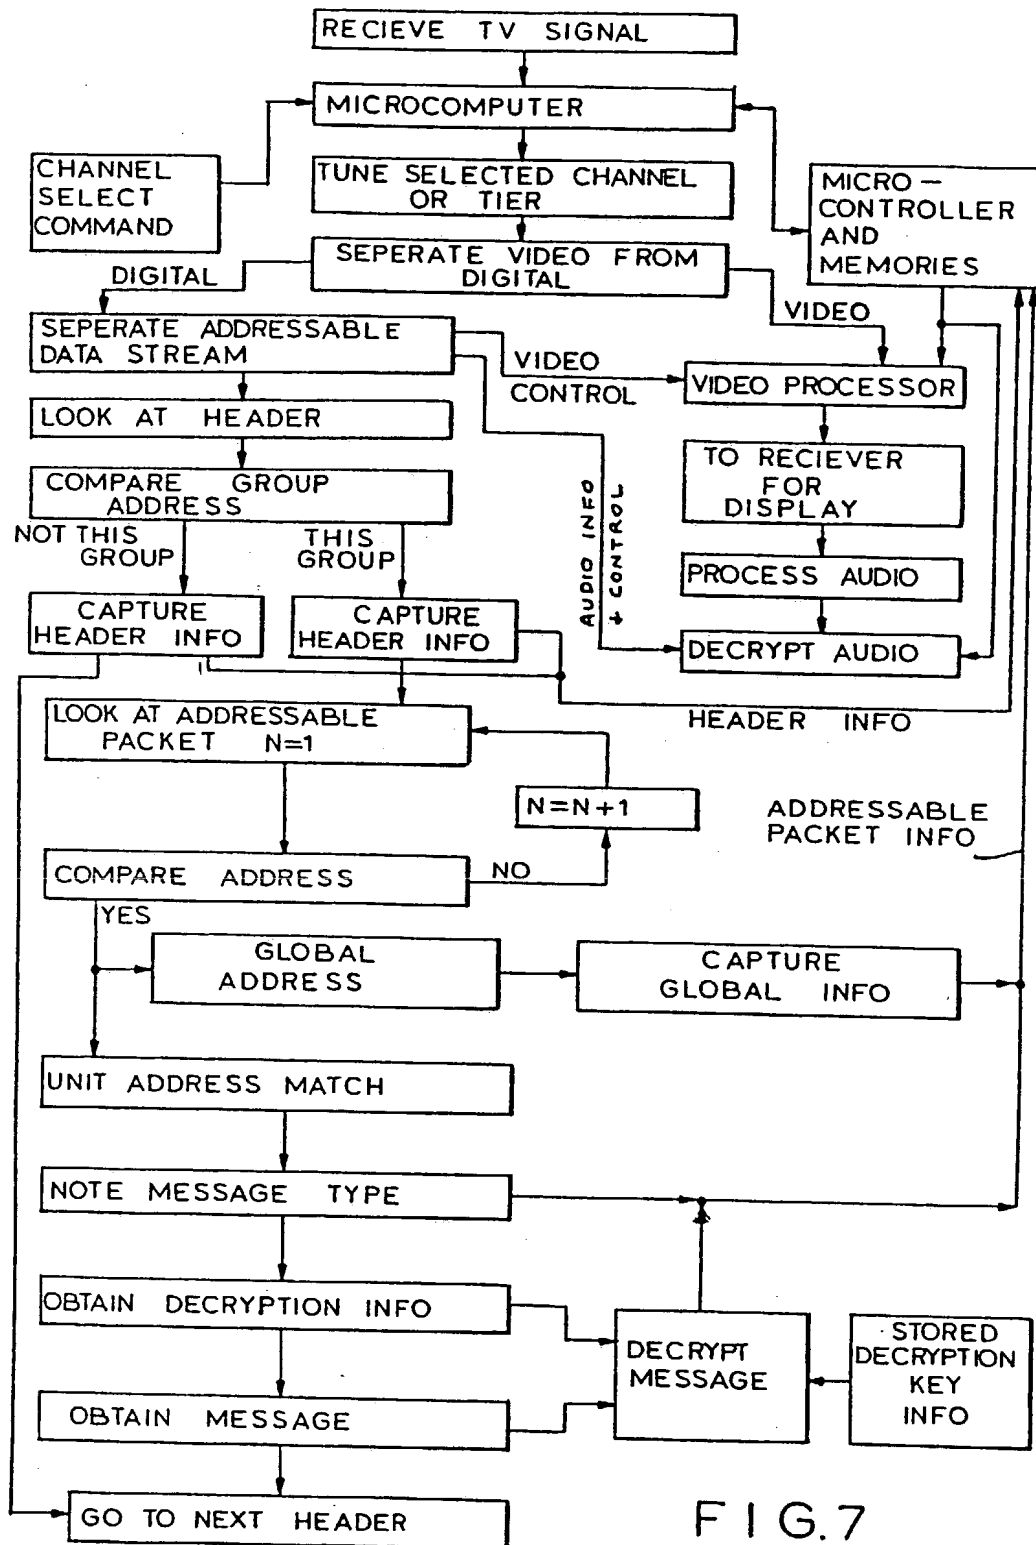 RECIEVE TV SIGNAL
MICROCOMPUTER
CHANNEL
SELECT
COMMAND
TUNE SELECTED CHANNEL
OR TIER
MICRO-
CONTROLLER
AND
MEMORIES
SEPERATE VIDEO FROM
DIGITAL
DIGITAL
VIDEO
SEPERATE ADDRESSABLE
DATA STREAM
VIDEO
CONTROL
VIDEO PROCESSOR
LOOK AT HEADER
TO RECIEVER
FOR
DISPLAY
COMPARE GROUP
ADDRESS
NOT THIS
GROUP
THIS
GROUP
AUDIO INFO
↓ CONTROL
PROCESS AUDIO
CAPTURE
HEADER INFO
CAPTURE
HEADER INFO
DECRYPT AUDIO
HEADER INFO
LOOK AT ADDRESSABLE
PACKET N=1
N=N+1
ADDRESSABLE
PACKET INFO
COMPARE ADDRESS
NO
YES
GLOBAL
ADDRESS
CAPTURE
GLOBAL INFO
UNIT ADDRESS MATCH
NOTE MESSAGE TYPE
OBTAIN DECRYPTION INFO
DECRYPT
MESSAGE
STORED
DECRYPTION
KEY
INFO
OBTAIN MESSAGE
GO TO NEXT HEADER
FIG.7